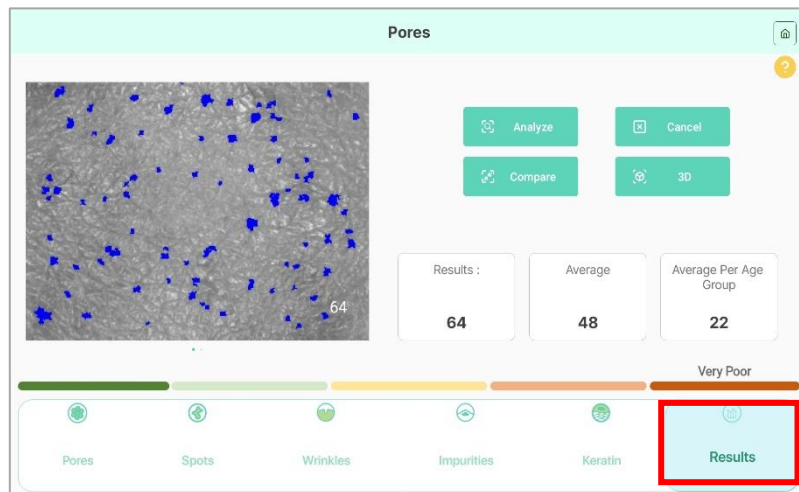 Pores
?
Analyze
Cancel
Compare
3D
64
Results :
64
Average
48
Average Per Age
Group
22
Very Poor
Pores
Spots
Wrinkles
Impurities
Keratin
Results